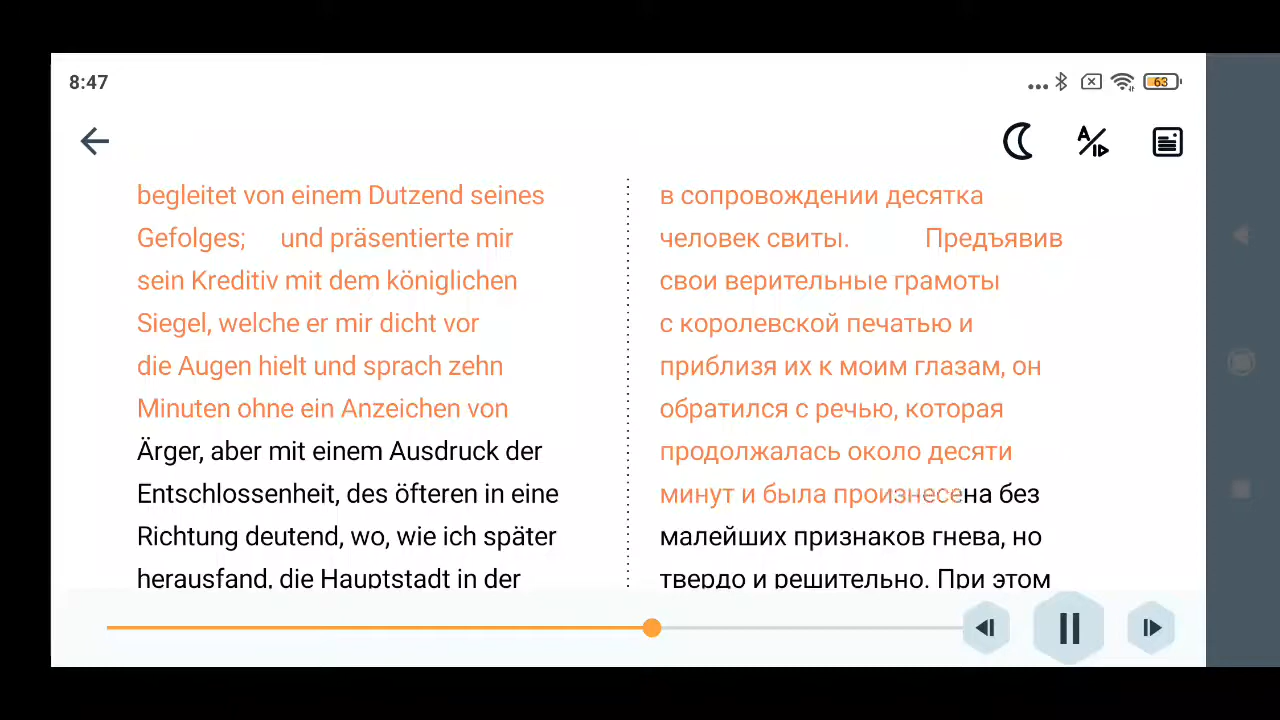 8:47
63
begleitet von einem Dutzend seines
Gefolges; und präsentierte mir
sein Kreditiv mit dem königlichen
Siegel, welche er mir dicht vor
die Augen hielt und sprach zehn
Minuten ohne ein Anzeichen von
Ärger, aber mit einem Ausdruck der
Entschlossenheit, des öfteren in eine
Richtung deutend, wo, wie ich später
herausfand, die Hauptstadt in der
в сопровождении десятка
человек свиты. Предъявив
свои верительные грамоты
с королевской печатью и
приблизя их к моим глазам, он
обратился с речью, которая
продолжалась около десяти
минут и была произнесена без
малейших признаков гнева, но
твердо и решительно. При этом